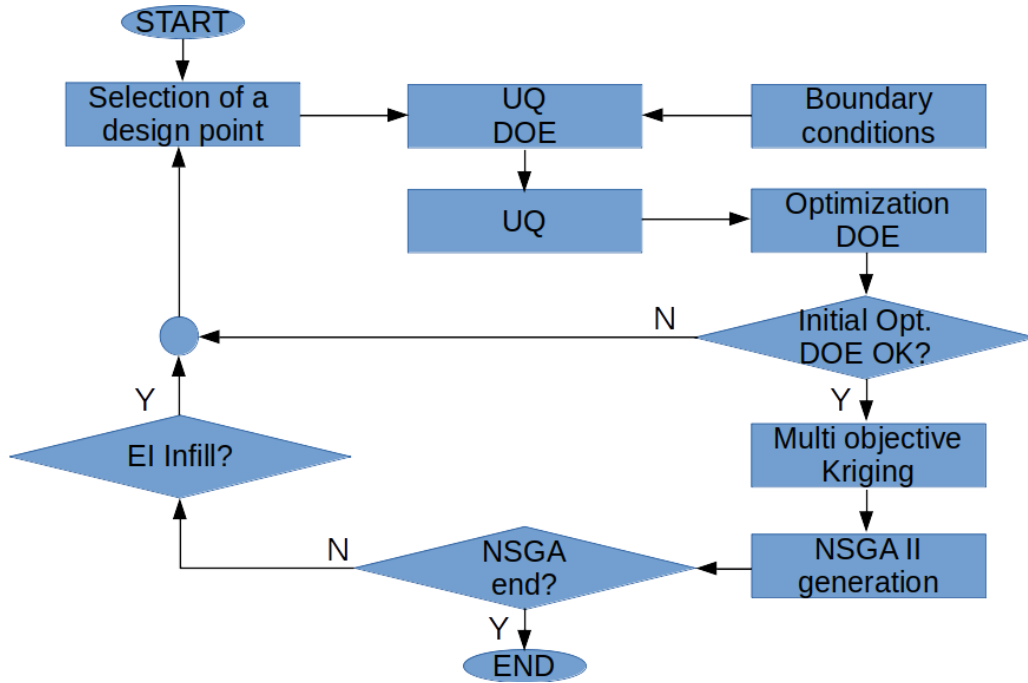 START
Selection of a
design point
UQ
DOE
Boundary
conditions
UQ
Optimization
DOE
N
Initial Opt.
DOE OK?
Y
Y
EI Infill?
Multi objective
Kriging
N
NSGA
end?
NSGA II
generation
Y
END